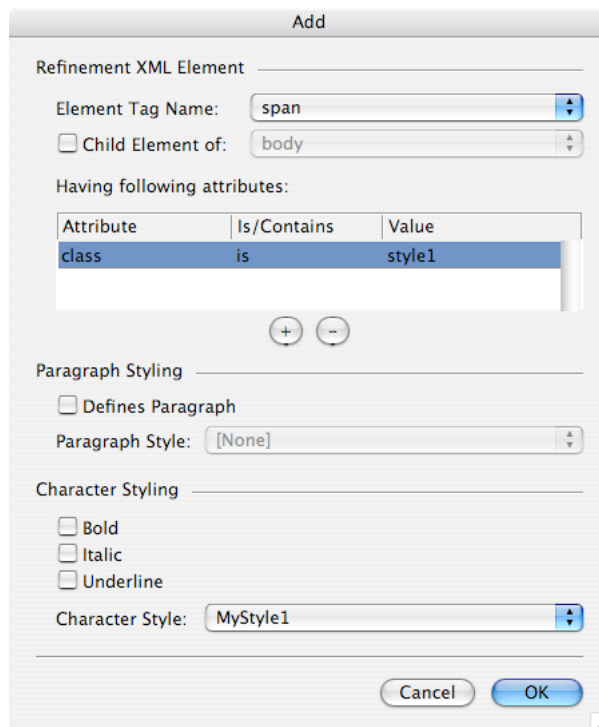 Add
Refinement XML Element
Element Tag Name: span
Child Element of: body
Having following attributes:
Attribute Is/Contains Value
class is style1
+ -
Paragraph Styling
Defines Paragraph
Paragraph Style: [None]
Character Styling
Bold
Italic
Underline
Character Style: MyStyle1
Cancel OK